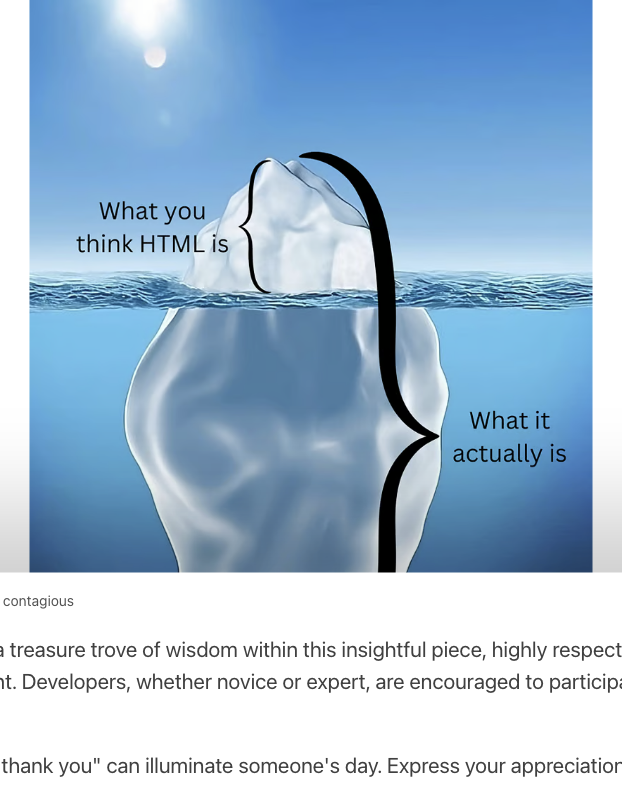 What you
think HTML is
What it
actually is
contagious
a treasure trove of wisdom within this insightful piece, highly respect
nt. Developers, whether novice or expert, are encouraged to participa
thank you" can illuminate someone's day. Express your appreciation